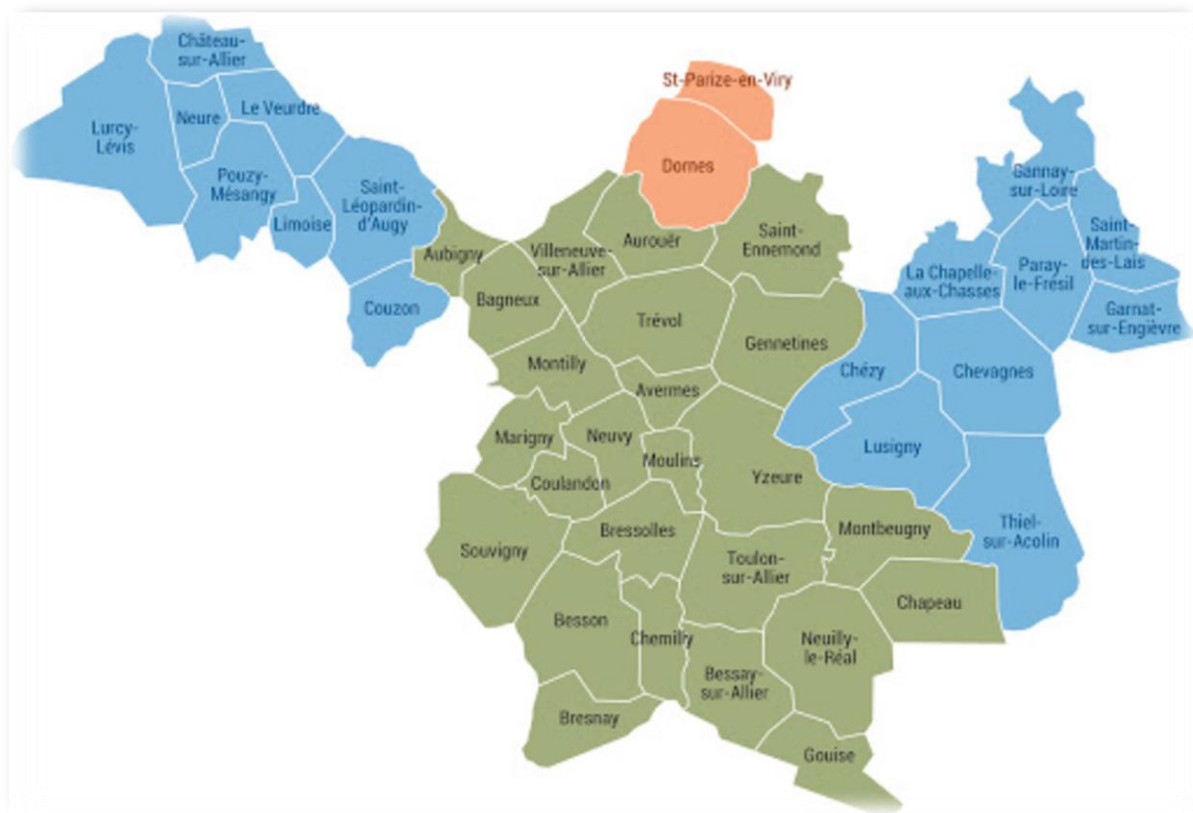 Château-
sur-Allier
St-Parize-en-Viry
Neure
Le Veurdre
Lurcy-
Lévis
Dornes
Pouzy-
Mésangy
Saint-
Léopardin-
d'Augy
Limoise
Gannay-
sur-Loire
Saint-
Martin-
des-Lais
Aubigny
Villeneuve-
sur-Allier
Aurouër
Saint-
Ennemond
La Chapelle-
aux-Chasses
Paray-
le-Frésil
Couzon
Bagneux
Trévol
Garnat-
sur-Engièvre
Gennetines
Montilly
Avermes
Chézy
Chevagnes
Marigny
Neuvy
Moulins
Lusigny
Coulandon
Yzeure
Souvigny
Bressolles
Montbeugny
Thiel-
sur-Acolin
Toulon-
sur-Allier
Chapeau
Besson
Chemilly
Neuilly-
le-Réal
Bessay-
sur-Allier
Bresnay
Gouise